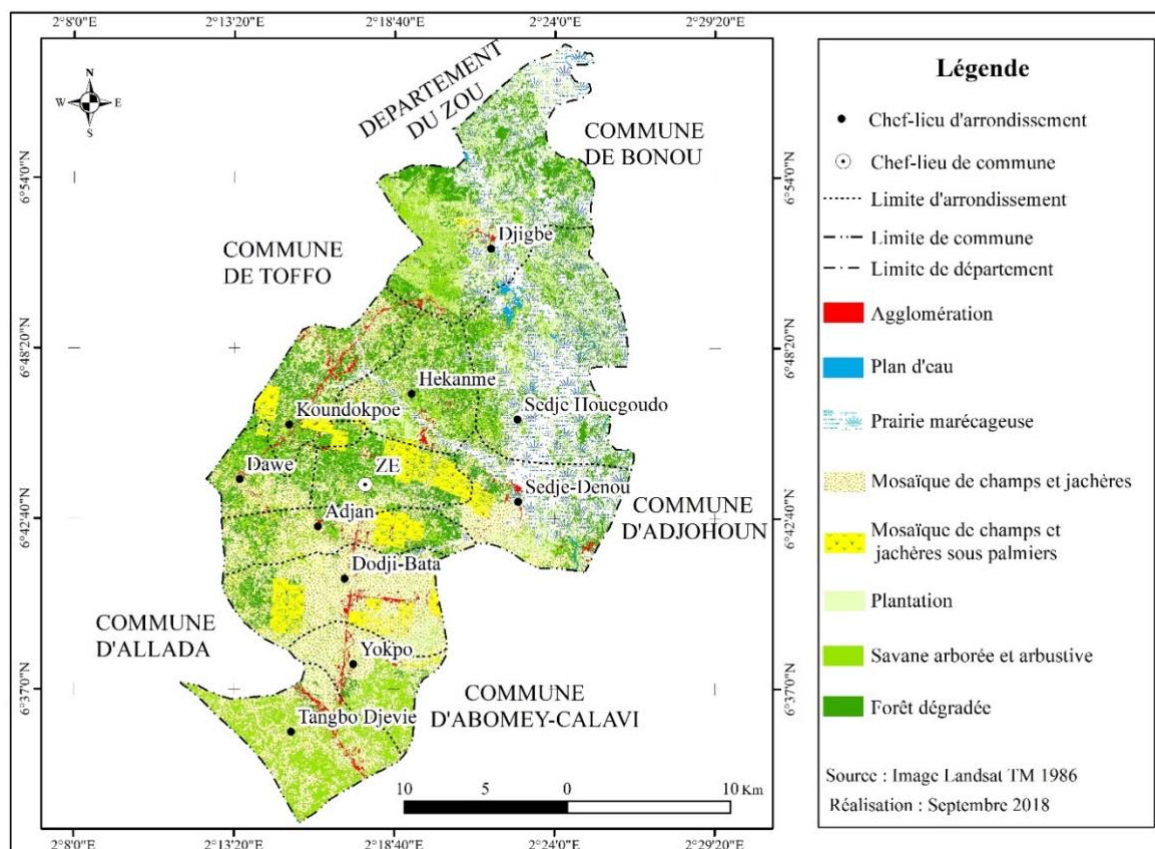 2°8'0"E 2°13'20"E 2°18'40"E 2°24'0"E 2°29'20"E
N
W E
S
DEPARTEMENT
DU ZOU
COMMUNE
DE BONOU
6°54'0"N 6°54'0"N
COMMUNE
DE TOFFO
Djigbe
6°48'20"N 6°48'20"N
Hekanme
Koundokpoe
Sedje Houegoudo
Dawe
ZE
Sedje-Denou
6°42'40"N 6°42'40"N
Adjan
COMMUNE
D'ADJOHOUN
Dodji-Bata
COMMUNE
D'ALLADA
Yokpo
6°37'0"N 6°37'0"N
COMMUNE
D'ABOMEY-CALAVI
Tangbo Djevie
10 5 0 10 Km
2°8'0"E 2°13'20"E 2°18'40"E 2°24'0"E 2°29'20"E
Légende
Chef-lieu d'arrondissement
Chef-lieu de commune
Limite d'arrondissement
Limite de commune
Limite de département
Agglomération
Plan d'eau
Prairie marécageuse
Mosaïque de champs et jachères
Mosaïque de champs et
jachères sous palmiers
Plantation
Savane arborée et arbustive
Forêt dégradée
Source : Image Landsat TM 1986
Réalisation : Septembre 2018